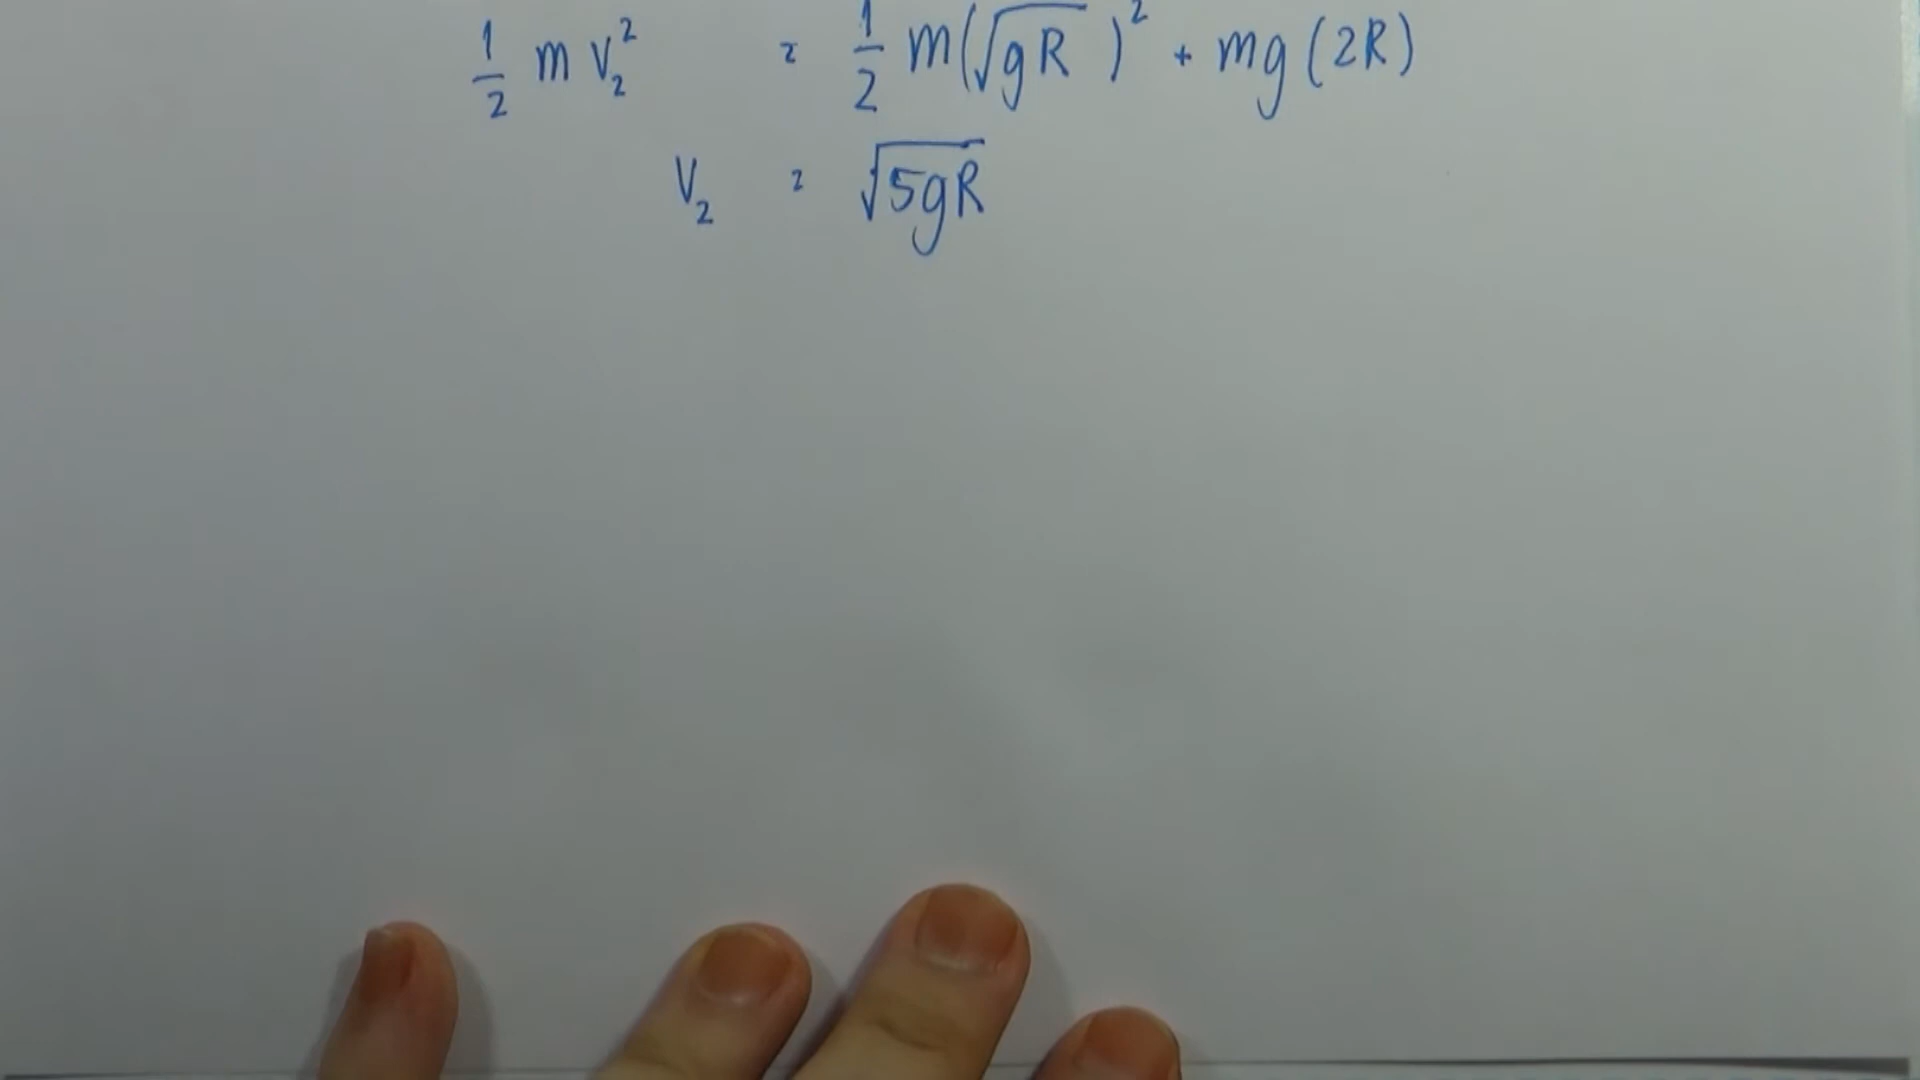 ½ m v₂² = ½ m(√gR)² + mg(2R)
V₂ = √5gR